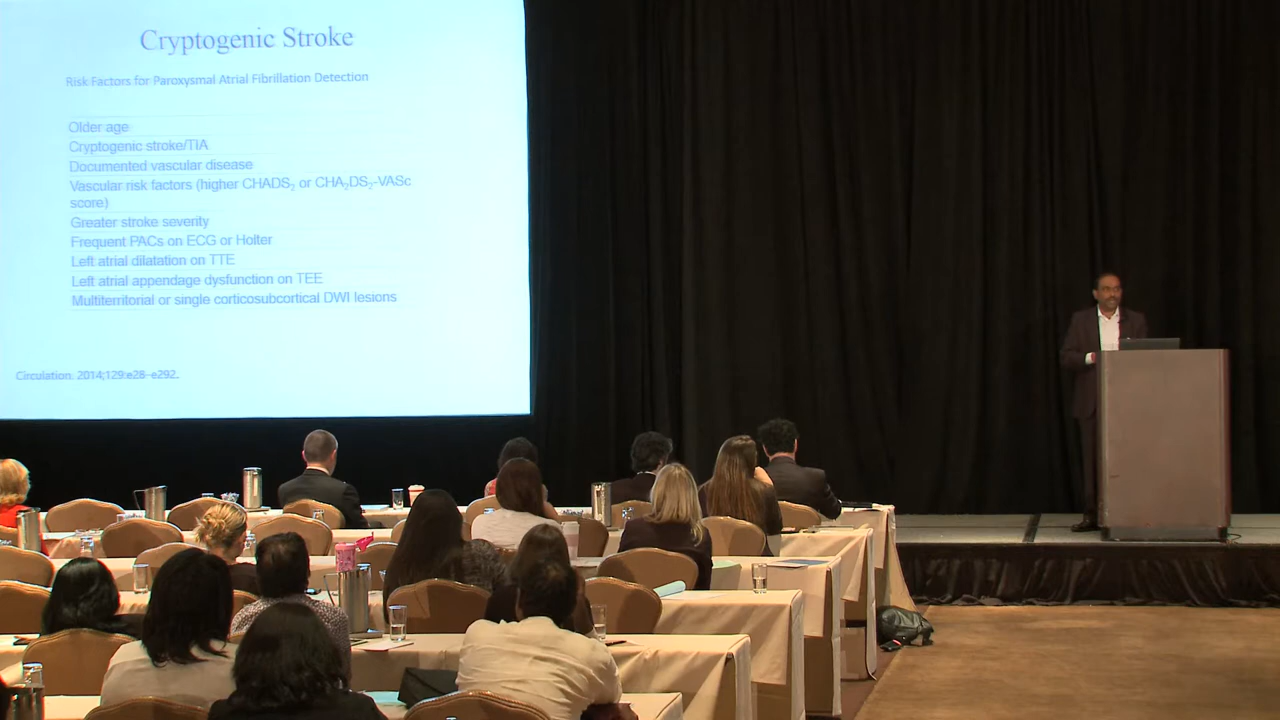 Cryptogenic Stroke
Risk Factors for Paroxysmal Atrial Fibrillation Detection
Older age
Cryptogenic stroke/TIA
Documented vascular disease
Vascular risk factors (higher CHADS₂ or CHA₂DS₂-VASc
score)
Greater stroke severity
Frequent PACs on ECG or Holter
Left atrial dilatation on TTE
Left atrial appendage dysfunction on TEE
Multiterritorial or single corticosubcortical DWI lesions
Circulation. 2014;129:e28–e292.